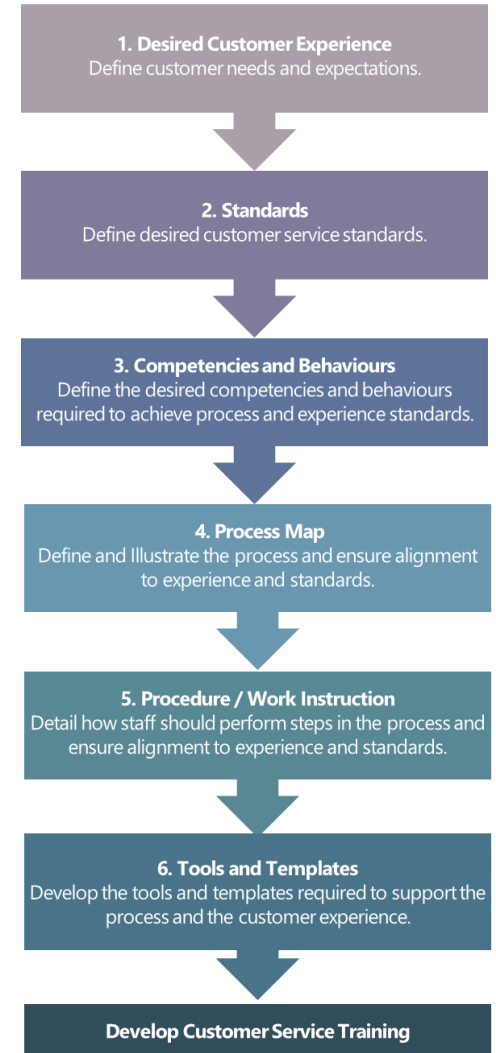 1. Desired Customer Experience
Define customer needs and expectations.
2. Standards
Define desired customer service standards.
3. Competencies and Behaviours
Define the desired competencies and behaviours
required to achieve process and experience standards.
4. Process Map
Define and Illustrate the process and ensure alignment
to experience and standards.
5. Procedure / Work Instruction
Detail how staff should perform steps in the process and
ensure alignment to experience and standards.
6. Tools and Templates
Develop the tools and templates required to support the
process and the customer experience.
Develop Customer Service Training